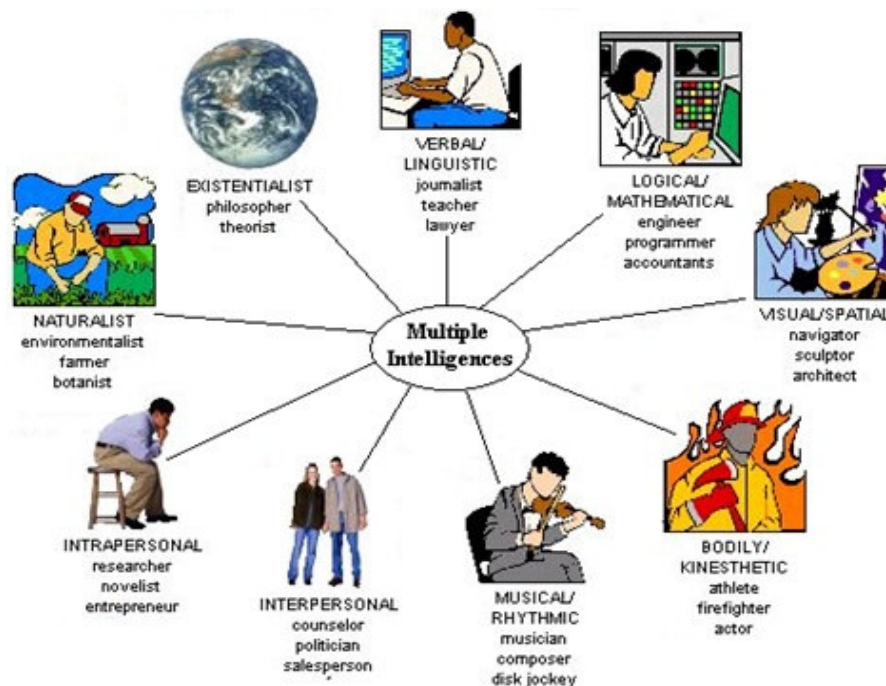 EXISTENTIALIST
philosopher
theorist
VERBAL/
LINGUISTIC
journalist
teacher
lawyer
LOGICAL/
MATHEMATICAL
engineer
programmer
accountants
NATURALIST
environmentalist
farmer
botanist
Multiple
Intelligences
VISUAL/SPATIAL
navigator
sculptor
architect
INTRAPERSONAL
researcher
novelist
entrepreneur
INTERPERSONAL
counselor
politician
salesperson
MUSICAL/
RHYTHMIC
musician
composer
disk jockey
BODILY/
KINESTHETIC
athlete
firefighter
actor